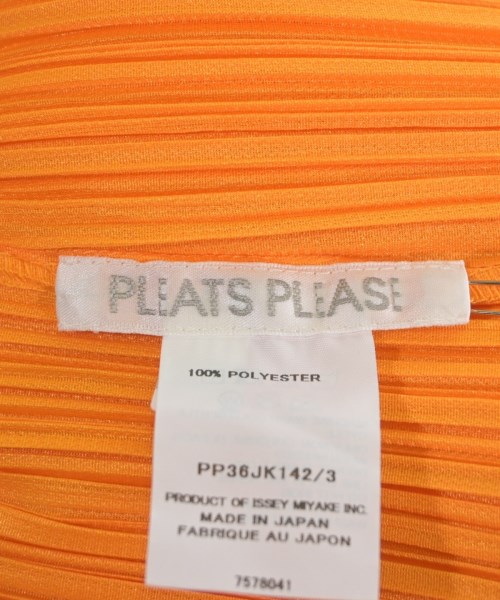 PLEATS PLEASE
100% POLYESTER
PP36JK142/3
PRODUCT OF ISSEY MIYAKE INC.
MADE IN JAPAN
FABRIQUE AU JAPON
7578041